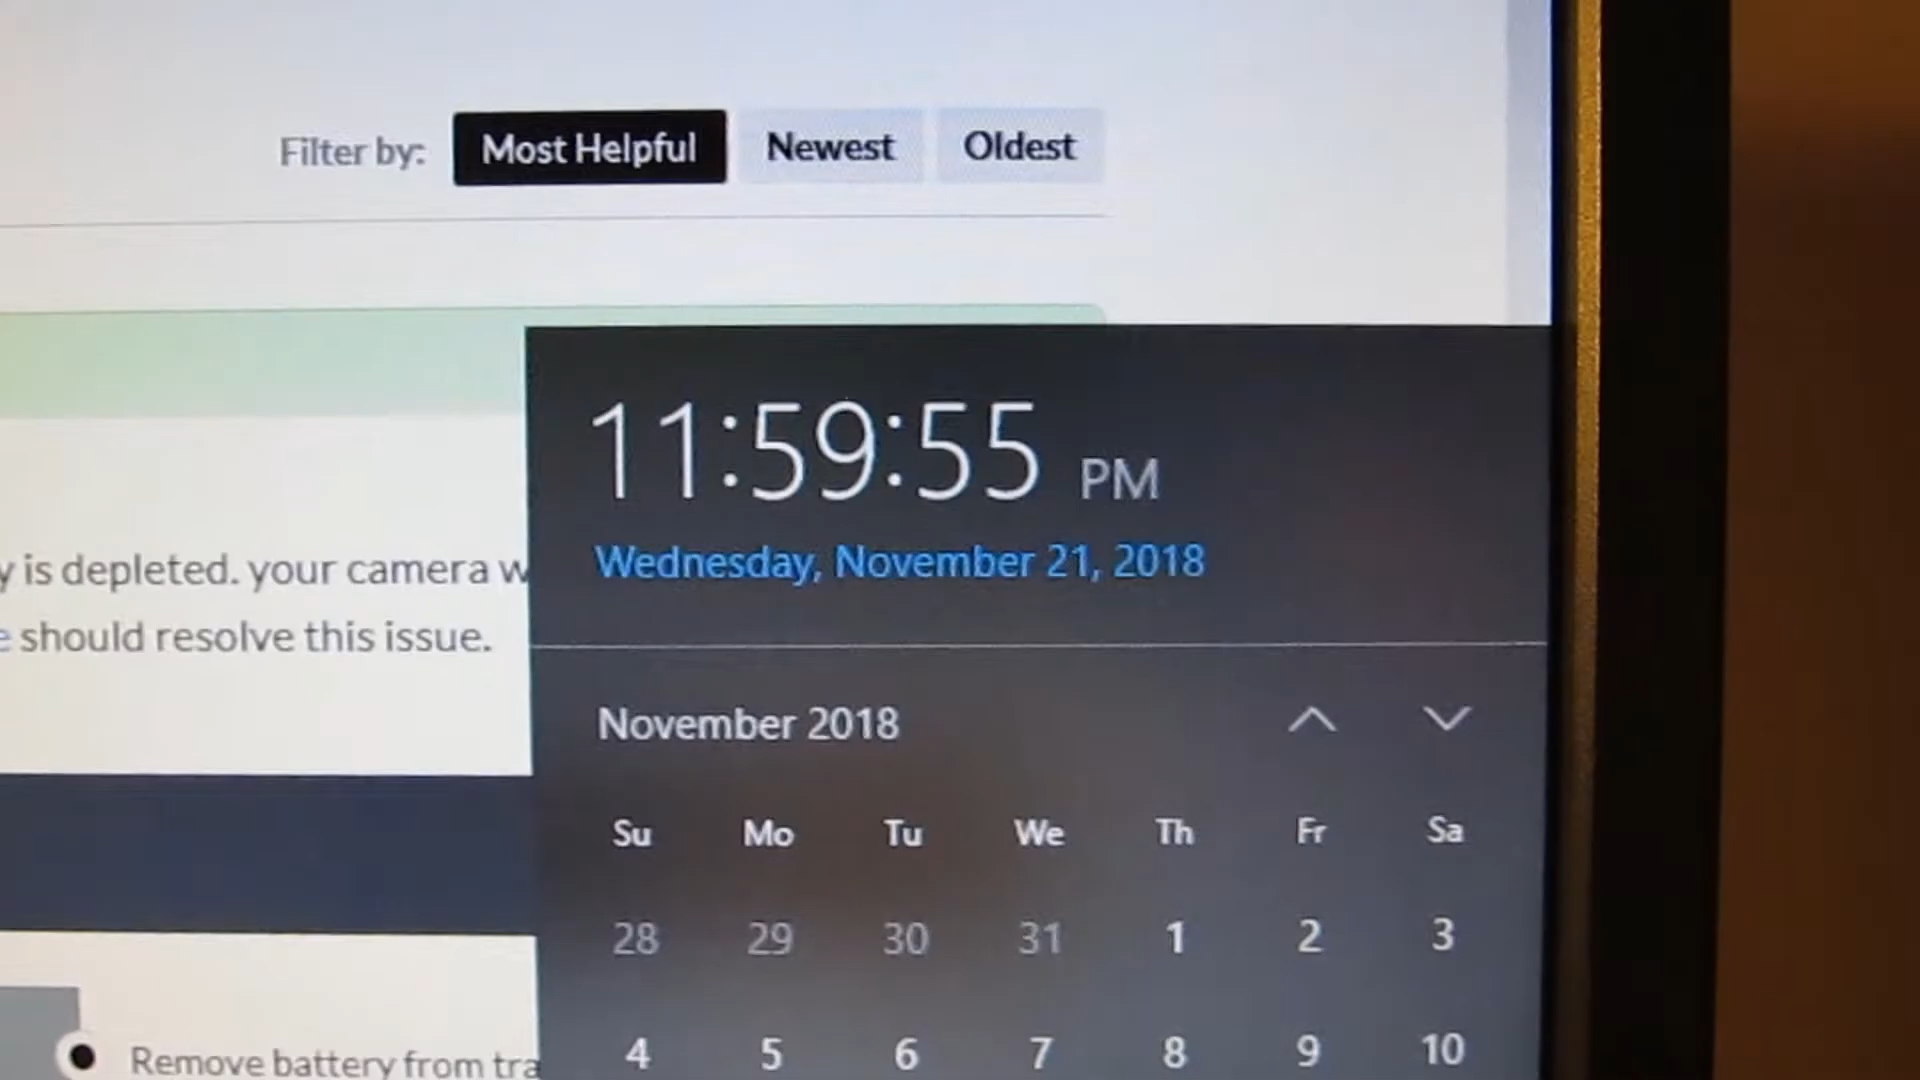 Filter by: Most Helpful Newest Oldest
11:59:55 PM
Wednesday, November 21, 2018
is depleted. your camera
should resolve this issue.
November 2018
Su Mo Tu We Th Fr Sa
28 29 30 31 1 2 3
4 5 6 7 8 9 10
Remove battery from